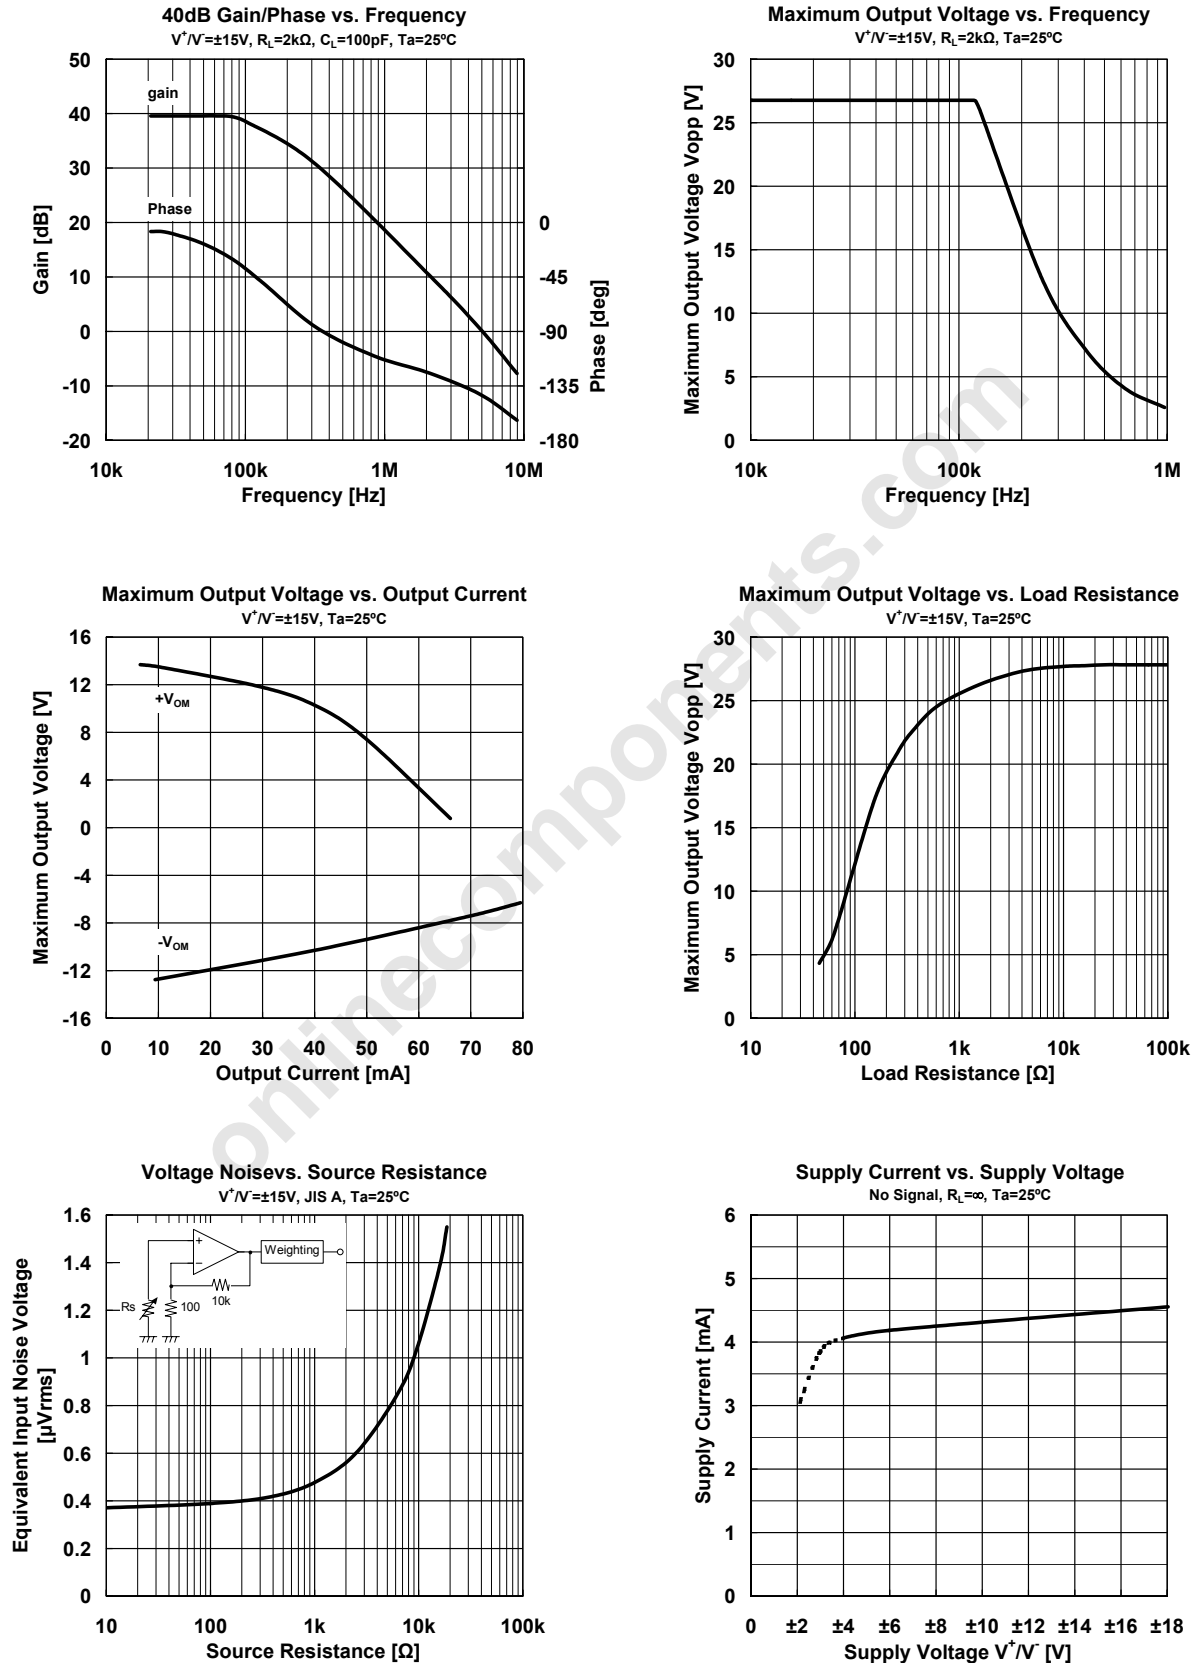 40dB Gain/Phase vs. Frequency
V⁺/V⁻=±15V, R_L=2kΩ, C_L=100pF, Ta=25ºC
50
40
30
20
10
0
-10
-20
gain
Phase
0
-45
-90
-135
-180
Gain [dB]
Phase [deg]
10k 100k 1M 10M
Frequency [Hz]
Maximum Output Voltage vs. Frequency
V⁺/V⁻=±15V, R_L=2kΩ, Ta=25ºC
30
25
20
15
10
5
0
Maximum Output Voltage Vopp [V]
10k 100k 1M
Frequency [Hz]
Maximum Output Voltage vs. Output Current
V⁺/V⁻=±15V, Ta=25ºC
16
12
8
4
0
-4
-8
-12
-16
+V_OM
-V_OM
Maximum Output Voltage [V]
0 10 20 30 40 50 60 70 80
Output Current [mA]
Maximum Output Voltage vs. Load Resistance
V⁺/V⁻=±15V, Ta=25ºC
30
25
20
15
10
5
0
Maximum Output Voltage Vopp [V]
10 100 1k 10k 100k
Load Resistance [Ω]
Voltage Noisevs. Source Resistance
V⁺/V⁻=±15V, JIS A, Ta=25ºC
1.6
1.4
1.2
1
0.8
0.6
0.4
0.2
0
+
−
Weighting
Rs
100
10k
Equivalent Input Noise Voltage
[µVrms]
10 100 1k 10k 100k
Source Resistance [Ω]
Supply Current vs. Supply Voltage
No Signal, R_L=∞, Ta=25ºC
6
5
4
3
2
1
0
Supply Current [mA]
0 ±2 ±4 ±6 ±8 ±10 ±12 ±14 ±16 ±18
Supply Voltage V⁺/V⁻ [V]
onlinecomponents.com